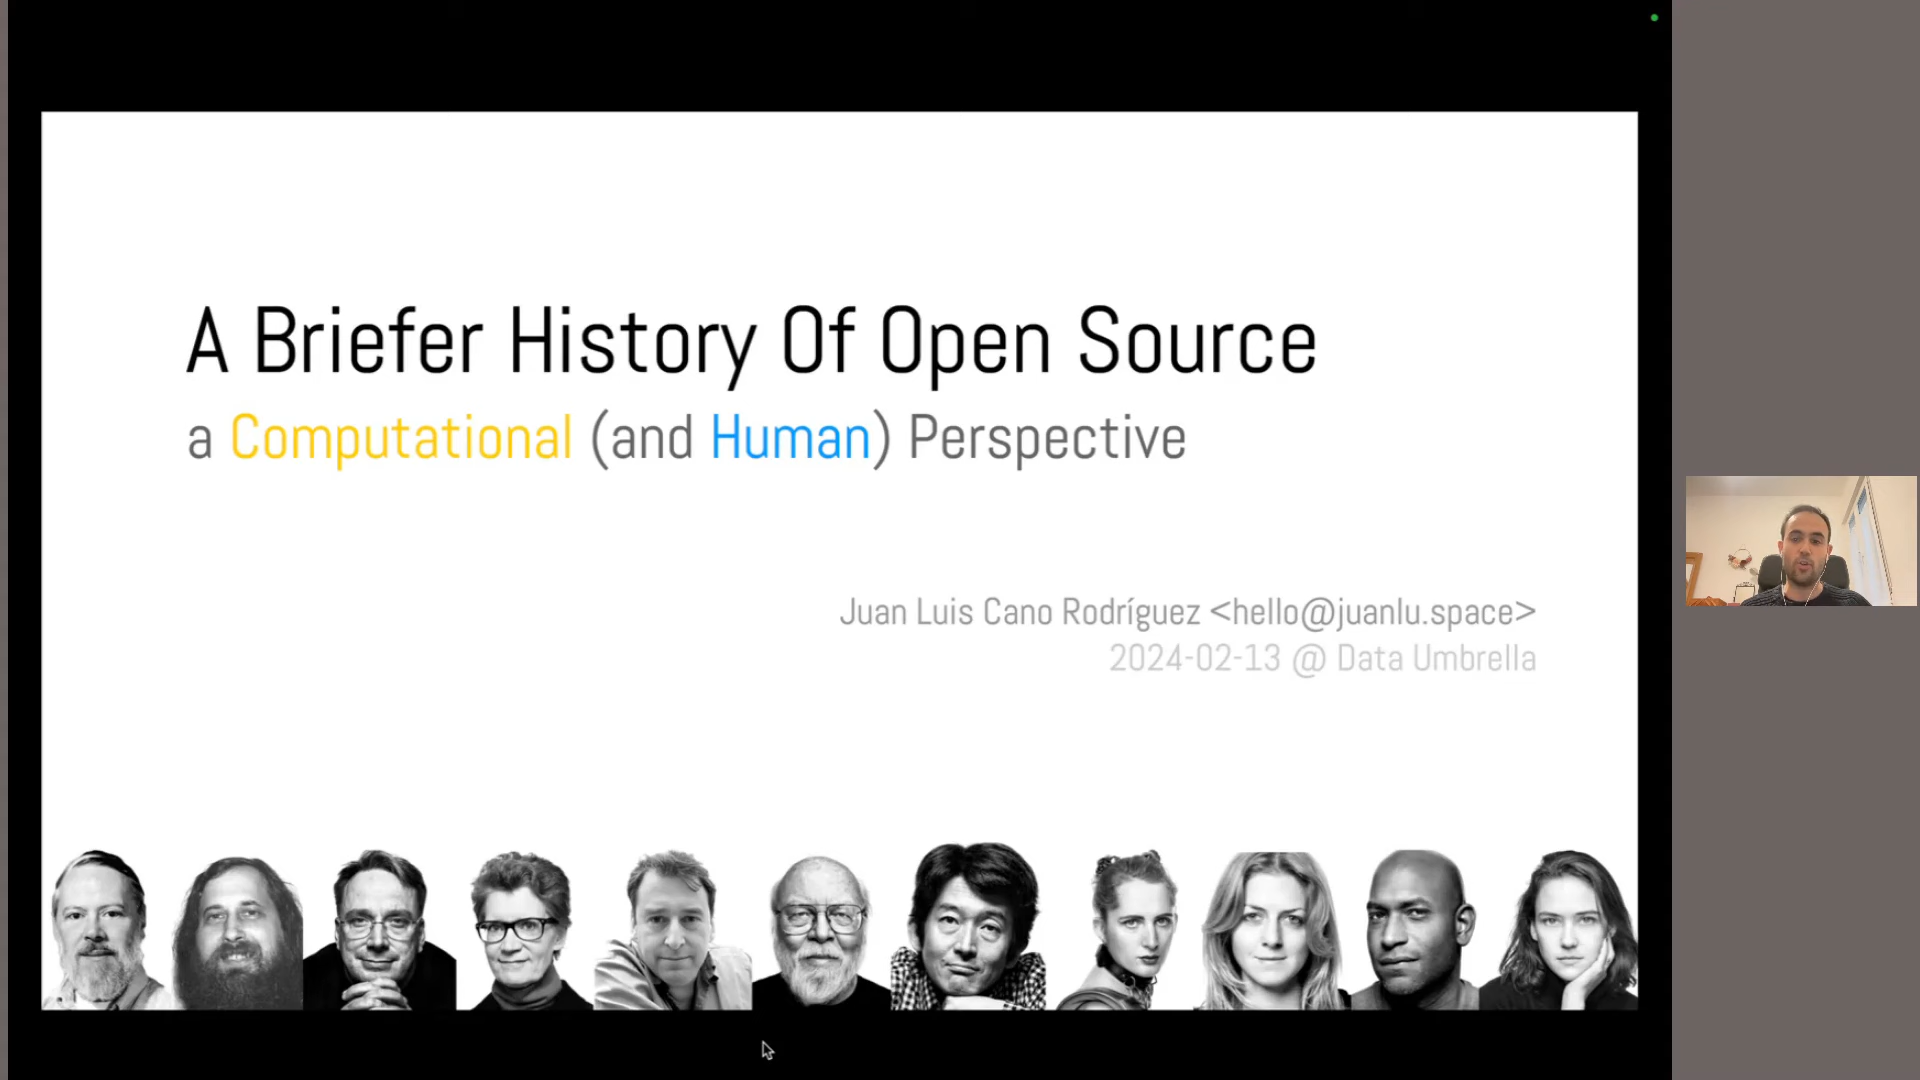 A Briefer History Of Open Source
a Computational (and Human) Perspective
Juan Luis Cano Rodríguez <hello@juanlu.space>
2024-02-13 @ Data Umbrella